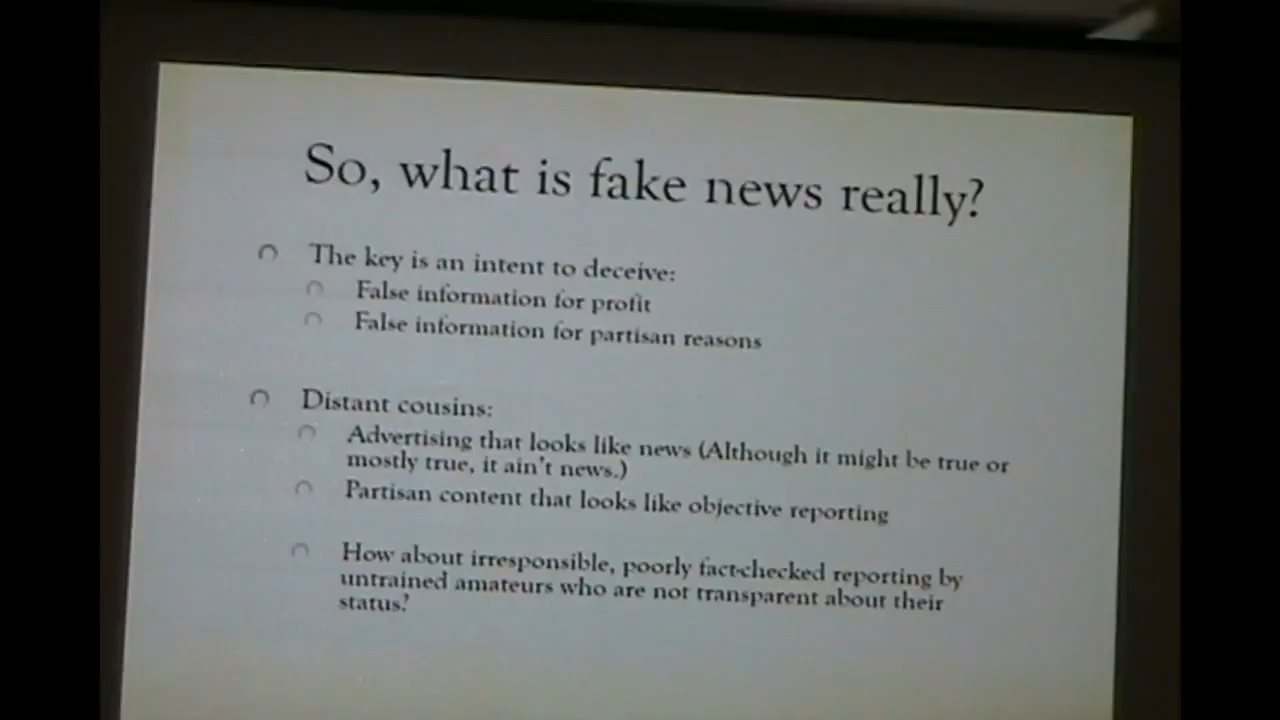 So, what is fake news really?
The key is an intent to deceive:
False information for profit
False information for partisan reasons
Distant cousins:
Advertising that looks like news (Although it might be true or
mostly true, it ain't news.)
Partisan content that looks like objective reporting
How about irresponsible, poorly fact-checked reporting by
untrained amateurs who are not transparent about their
status?